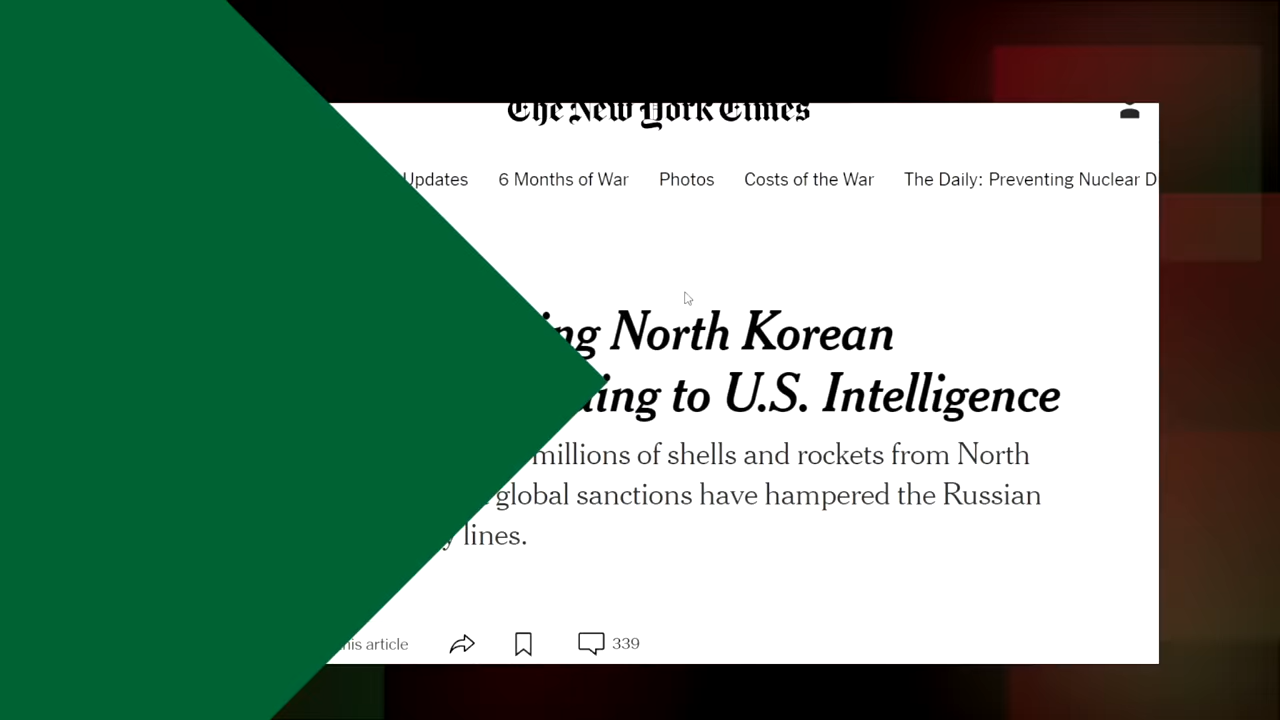 The New York Times
Updates 6 Months of War Photos Costs of the War The Daily: Preventing Nuclear D
ing North Korean
ding to U.S. Intelligence
millions of shells and rockets from North
global sanctions have hampered the Russian
lines.
this article 339